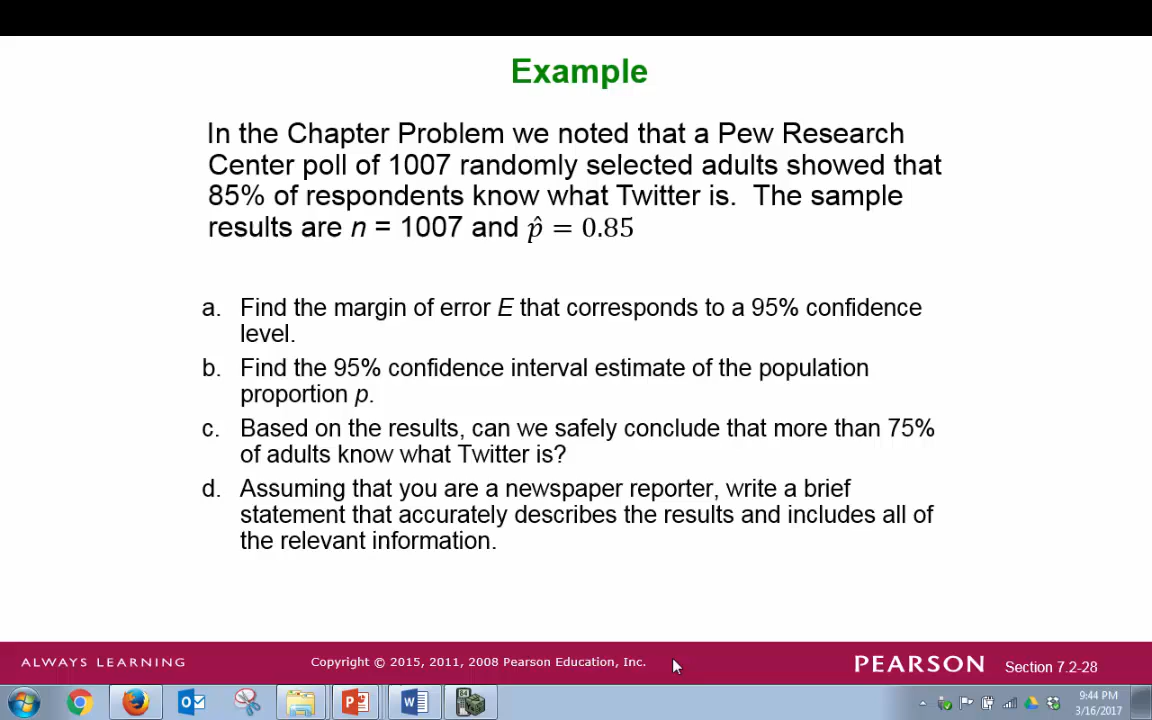 Example
In the Chapter Problem we noted that a Pew Research
Center poll of 1007 randomly selected adults showed that
85% of respondents know what Twitter is.  The sample
results are n = 1007 and p̂ = 0.85
a. Find the margin of error E that corresponds to a 95% confidence
level.
b. Find the 95% confidence interval estimate of the population
proportion p.
c. Based on the results, can we safely conclude that more than 75%
of adults know what Twitter is?
d. Assuming that you are a newspaper reporter, write a brief
statement that accurately describes the results and includes all of
the relevant information.
ALWAYS LEARNING
Copyright © 2015, 2011, 2008 Pearson Education, Inc.
PEARSON
Section 7.2-28
9:44 PM
3/16/2017